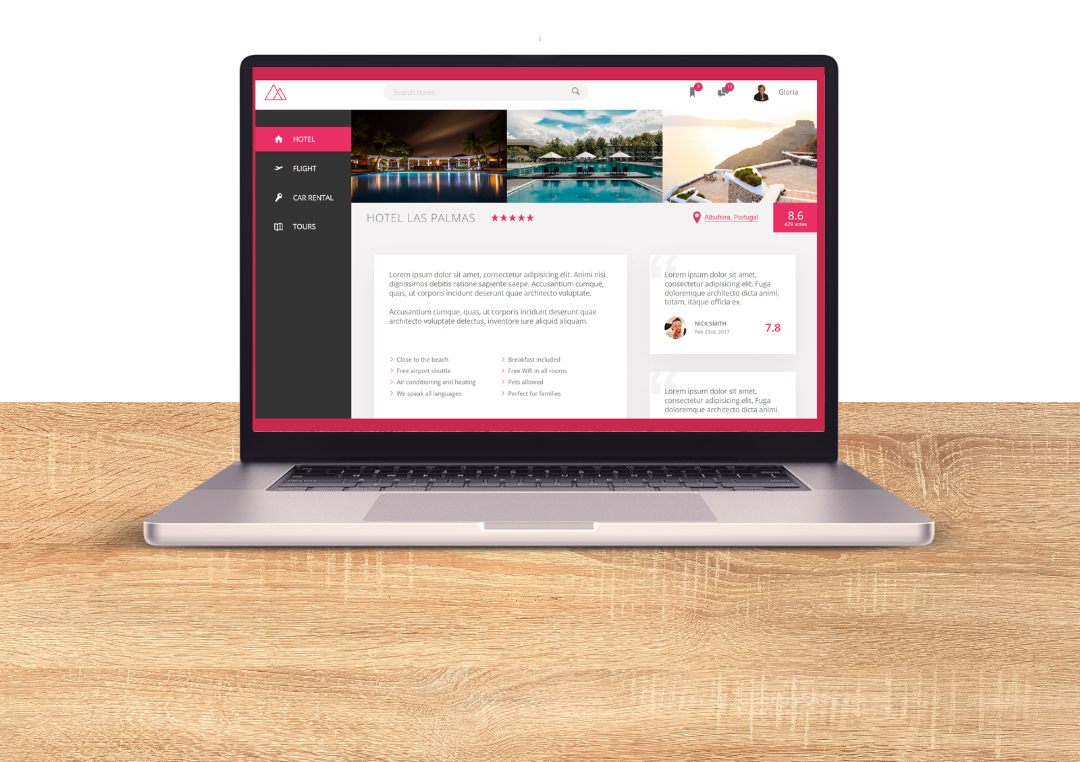 Search hotels
7
13
Gloria
HOTEL
FLIGHT
CAR RENTAL
TOURS
HOTEL LAS PALMAS
Albufeira, Portugal
8.6
429 votes
Lorem ipsum dolor sit amet, consectetur adipisicing elit. Animi nisi
dignissimos debitis ratione sapiente saepe. Accusantium cumque,
quas, ut corporis incidunt deserunt quae architecto voluptate.
Accusantium cumque, quas, ut corporis incidunt deserunt quae
architecto voluptate delectus, inventore iure aliquid aliquam.
Close to the beach
Free airport shuttle
Air conditioning and heating
We speak all languages
Breakfast included
Free Wifi in all rooms
Pets allowed
Perfect for families
Lorem ipsum dolor sit amet,
consectetur adipisicing elit. Fuga
doloremque architecto dicta animi,
totam, itaque officia ex.
NICK SMITH
Feb 23rd, 2017
7.8
Lorem ipsum dolor sit amet,
consectetur adipisicing elit. Fuga
doloremque architecto dicta animi.